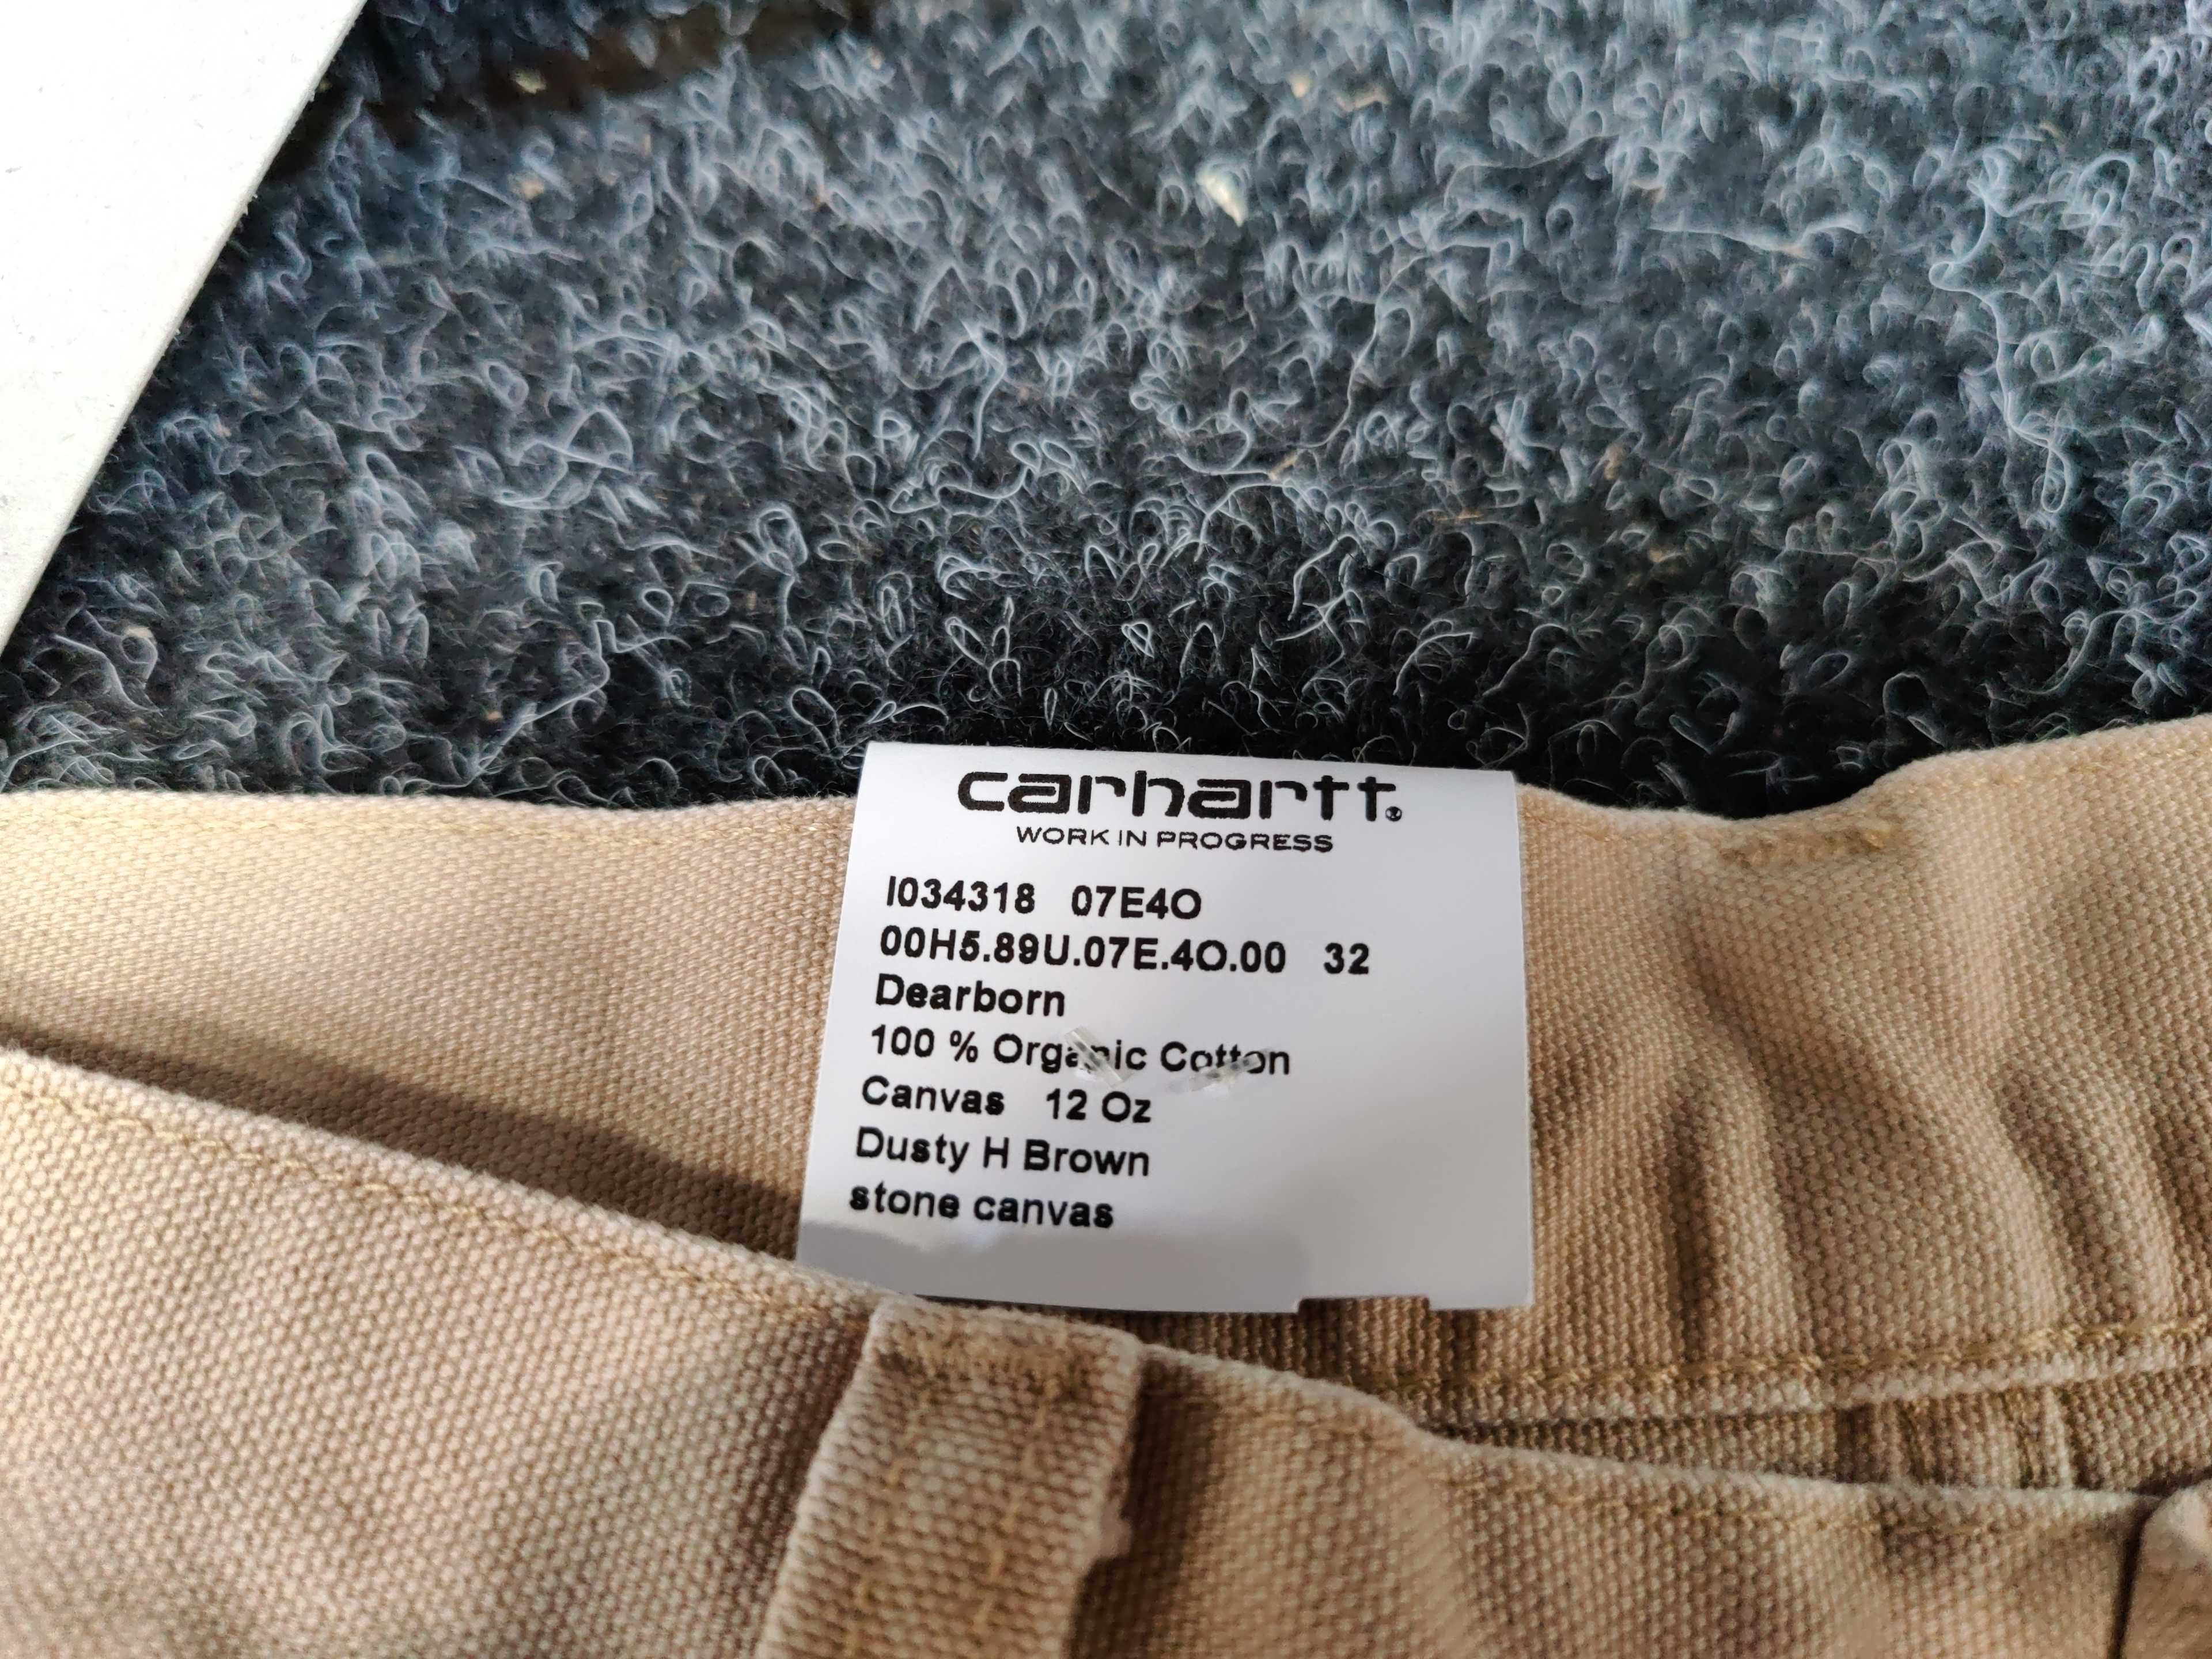 carhartt®
WORK IN PROGRESS
I034318 07E4O
00H5.89U.07E.4O.00 32
Dearborn
100 % Organic Cotton
Canvas 12 Oz
Dusty H Brown
stone canvas